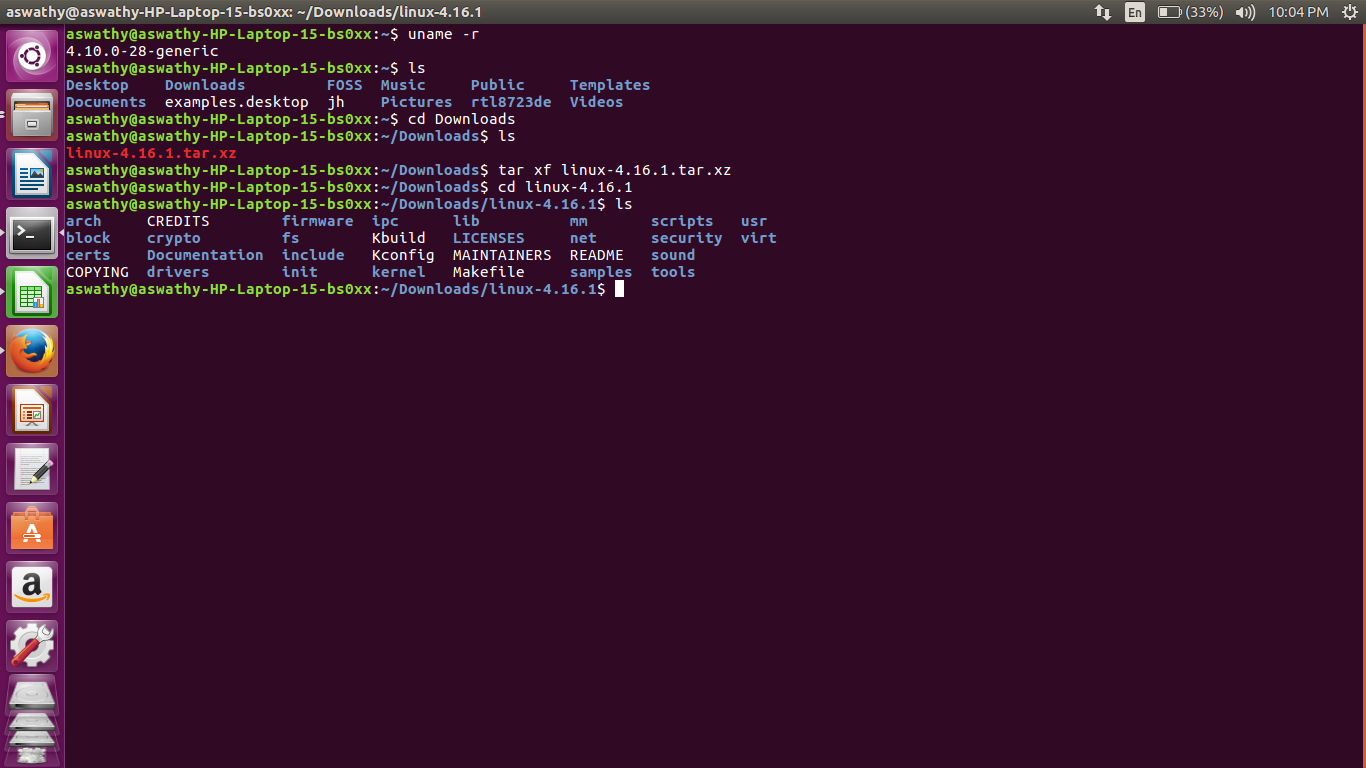 aswathy@aswathy-HP-Laptop-15-bs0xx: ~/Downloads/linux-4.16.1 En (33%) 10:04 PM
aswathy@aswathy-HP-Laptop-15-bs0xx:~$ uname -r
4.10.0-28-generic
aswathy@aswathy-HP-Laptop-15-bs0xx:~$ ls
Desktop Downloads FOSS Music Public Templates
Documents examples.desktop jh Pictures rtl8723de Videos
aswathy@aswathy-HP-Laptop-15-bs0xx:~$ cd Downloads
aswathy@aswathy-HP-Laptop-15-bs0xx:~/Downloads$ ls
linux-4.16.1.tar.xz
aswathy@aswathy-HP-Laptop-15-bs0xx:~/Downloads$ tar xf linux-4.16.1.tar.xz
aswathy@aswathy-HP-Laptop-15-bs0xx:~/Downloads$ cd linux-4.16.1
aswathy@aswathy-HP-Laptop-15-bs0xx:~/Downloads/linux-4.16.1$ ls
arch CREDITS firmware ipc lib mm scripts usr
block crypto fs Kbuild LICENSES net security virt
certs Documentation include Kconfig MAINTAINERS README sound
COPYING drivers init kernel Makefile samples tools
aswathy@aswathy-HP-Laptop-15-bs0xx:~/Downloads/linux-4.16.1$